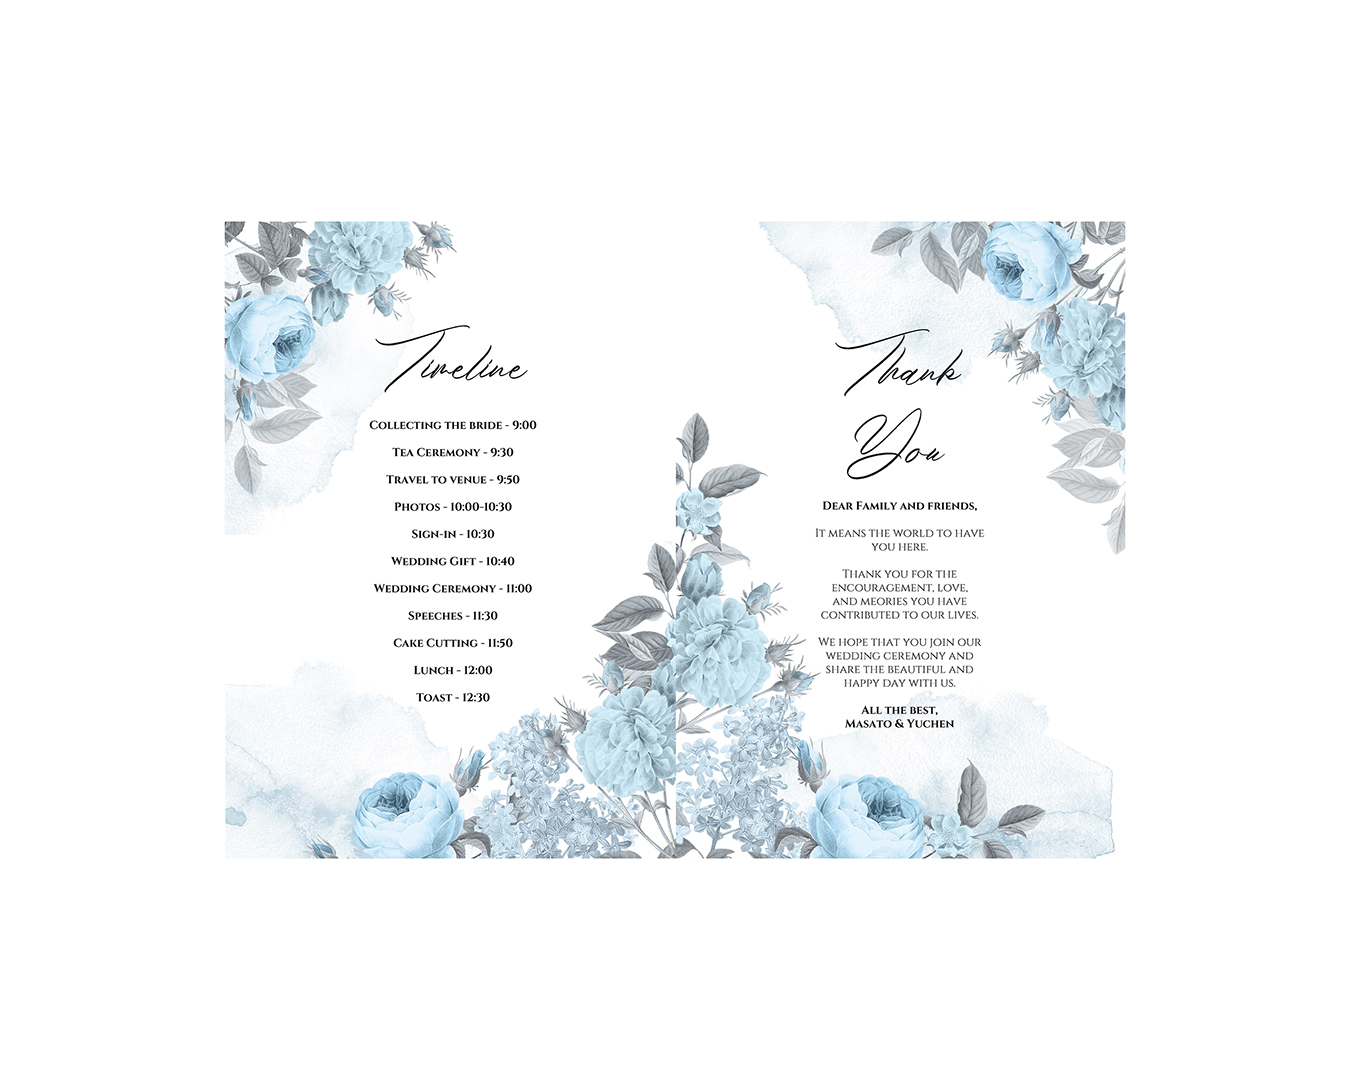 Timeline
Collecting the bride - 9:00
Tea Ceremony - 9:30
Travel to venue - 9:50
Photos - 10:00-10:30
Sign-in - 10:30
Wedding Gift - 10:40
Wedding Ceremony - 11:00
Speeches - 11:30
Cake Cutting - 11:50
Lunch - 12:00
Toast - 12:30
Thank
You
Dear Family and friends,
It means the world to have
you here.
Thank you for the
encouragement, love,
and meories you have
contributed to our lives.
We hope that you join our
wedding ceremony and
share the beautiful and
happy day with us.
All the best,
Masato & Yuchen